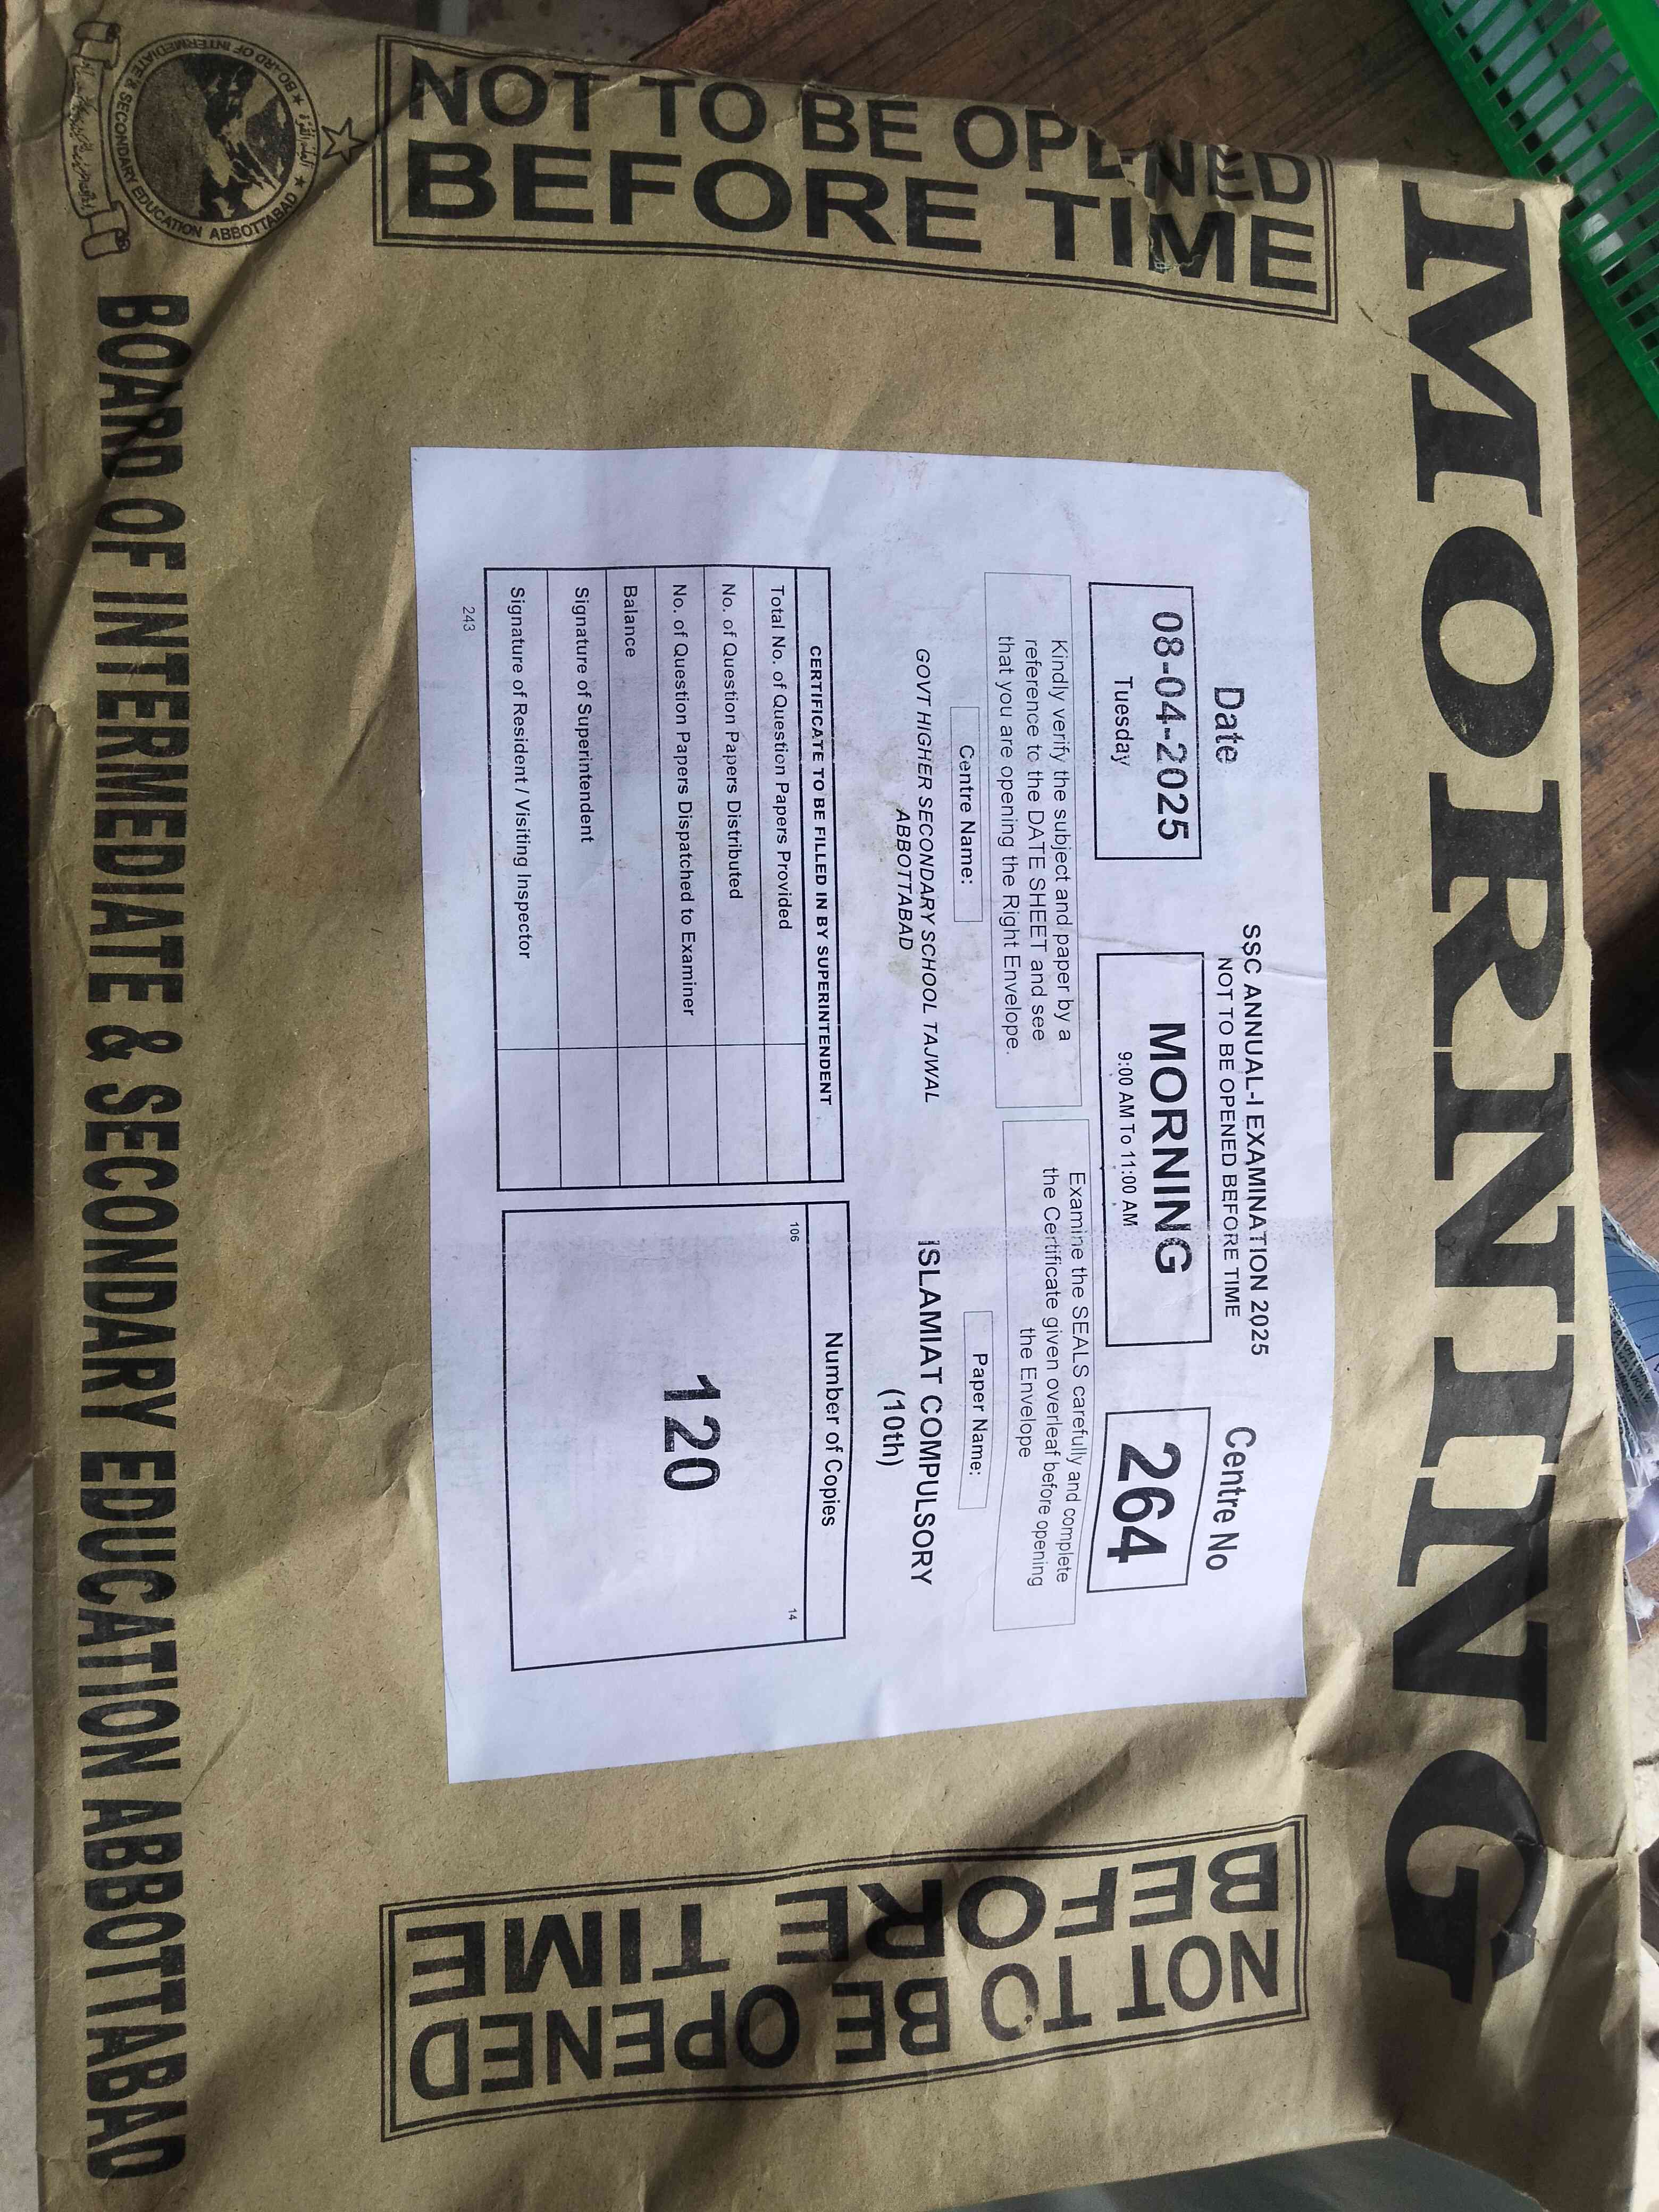 MORNING
NOT TO BE OPENED
BEFORE TIME
SSC ANNUAL-I EXAMINATION 2025
NOT TO BE OPENED BEFORE TIME
Date
08-04-2025
Tuesday
MORNING
9:00 AM To 11:00 AM
Centre No
264
Kindly verify the subject and paper by a
reference to the DATE SHEET and see
that you are opening the Right Envelope.
Examine the SEALS carefully and complete
the Certificate given overleaf before opening
the Envelope
Centre Name:
GOVT HIGHER SECONDARY SCHOOL TAJWAL
ABBOTTABAD
Paper Name:
ISLAMIAT COMPULSORY
(10th)
CERTIFICATE TO BE FILLED IN BY SUPERINTENDENT
Total No. of Question Papers Provided
No. of Question Papers Distributed
No. of Question Papers Dispatched to Examiner
Balance
Signature of Superintendent
Signature of Resident / Visiting Inspector
243
Number of Copies
106
14
120
NOT TO
BE OPENED
BEFORE
TIME
BOARD OF INTERMEDIATE & SECONDARY EDUCATION ABBOTTABAD
BOARD OF INTERMEDIATE & SECONDARY EDUCATION ABBOTTABAD